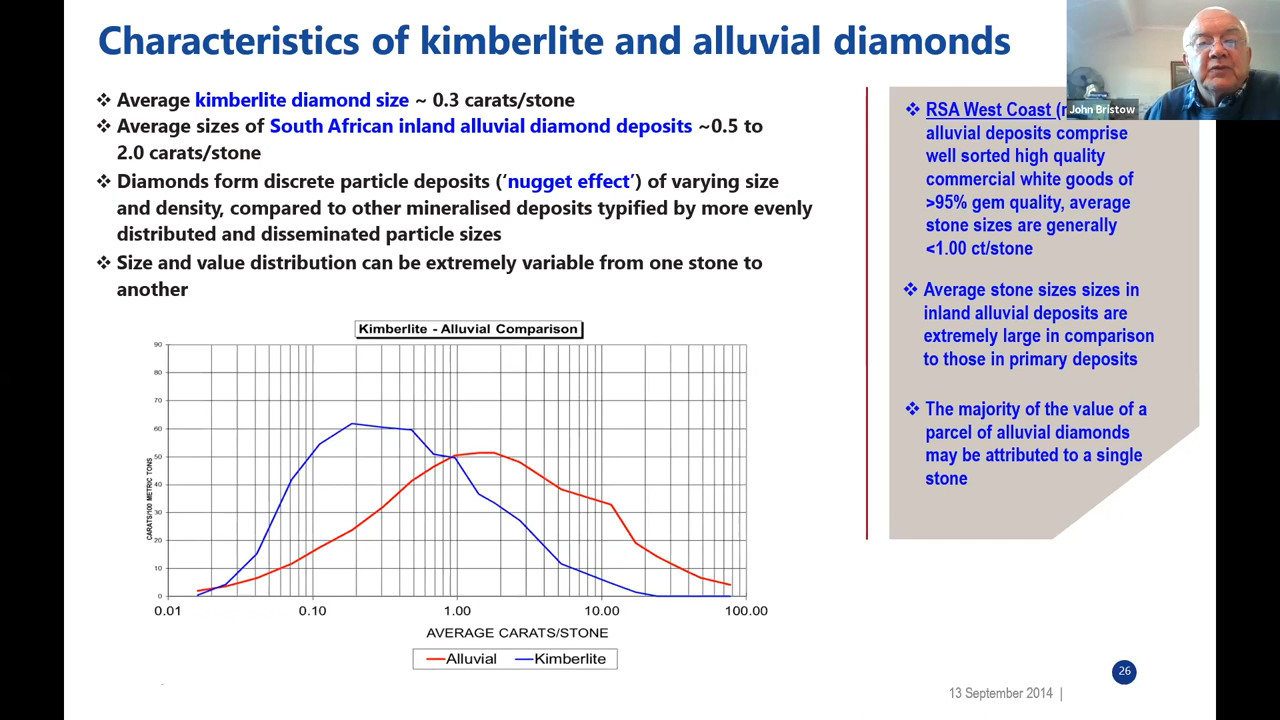 Characteristics of kimberlite and alluvial diamonds
❖ Average kimberlite diamond size ~ 0.3 carats/stone
❖ Average sizes of South African inland alluvial diamond deposits ~0.5 to
2.0 carats/stone
❖ Diamonds form discrete particle deposits (‘nugget effect’) of varying size
and density, compared to other mineralised deposits typified by more evenly
distributed and disseminated particle sizes
❖ Size and value distribution can be extremely variable from one stone to
another
Kimberlite - Alluvial Comparison
90
80
70
60
50
40
30
20
10
0
CARATS/100 METRIC TONS
0.01 0.10 1.00 10.00 100.00
AVERAGE CARATS/STONE
Alluvial Kimberlite
John Bristow
❖ RSA West Coast (
alluvial deposits comprise
well sorted high quality
commercial white goods of
>95% gem quality, average
stone sizes are generally
<1.00 ct/stone
❖ Average stone sizes sizes in
inland alluvial deposits are
extremely large in comparison
to those in primary deposits
❖ The majority of the value of a
parcel of alluvial diamonds
may be attributed to a single
stone
26
13 September 2014 |